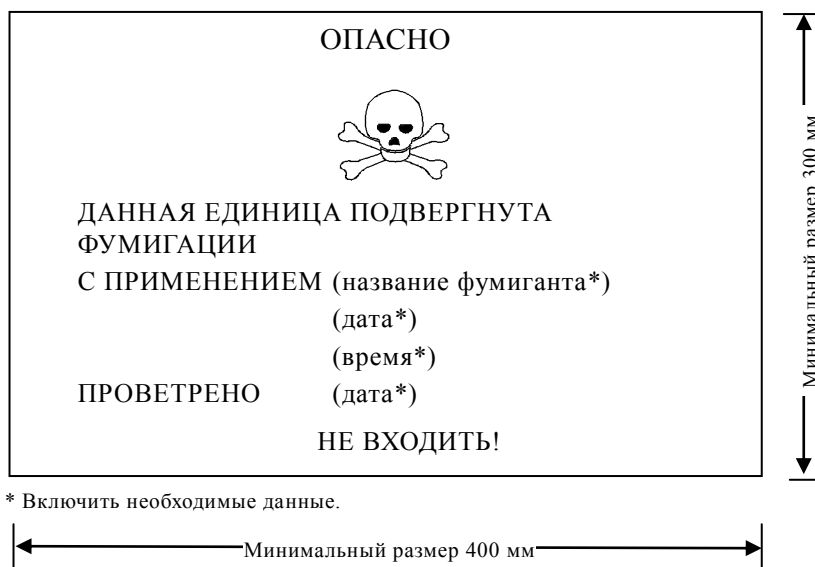 ОПАСНО
ДАННАЯ ЕДИНИЦА ПОДВЕРГНУТА
ФУМИГАЦИИ
С ПРИМЕНЕНИЕМ (название фумиганта*)
(дата*)
(время*)
ПРОВЕТРЕНО (дата*)
НЕ ВХОДИТЬ!
Минимальный размер 300 мм
* Включить необходимые данные.
Минимальный размер 400 мм